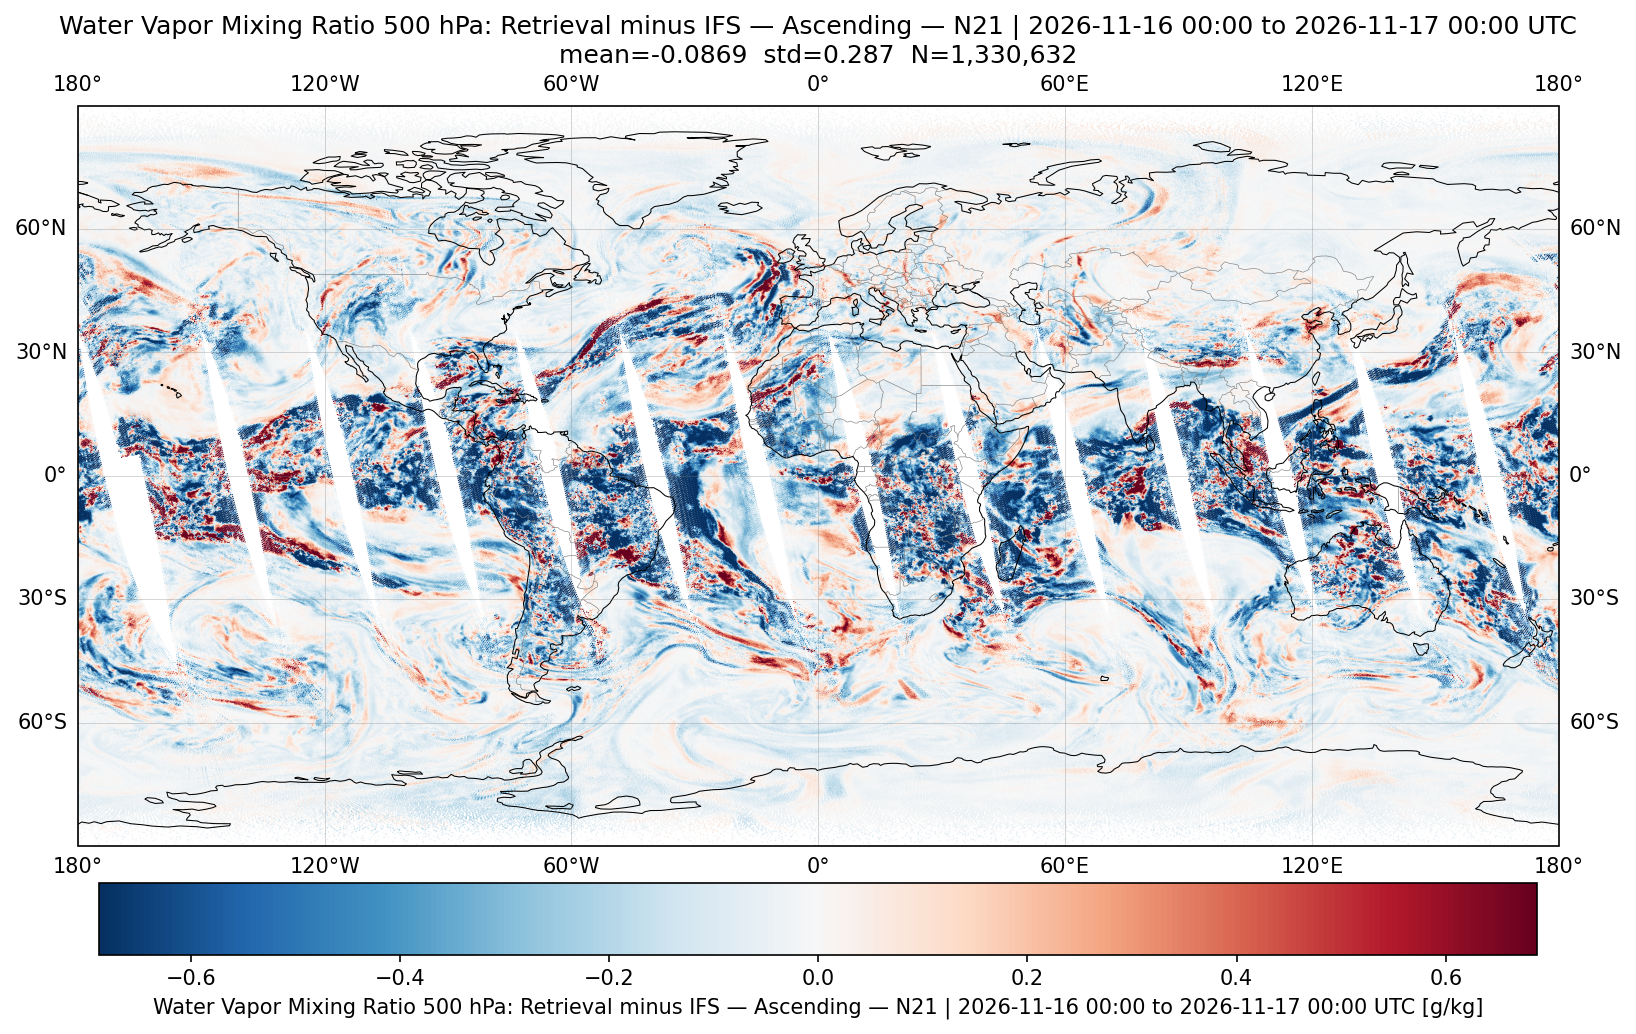 Water Vapor Mixing Ratio 500 hPa: Retrieval minus IFS — Ascending — N21 | 2026-11-16 00:00 to 2026-11-17 00:00 UTC
mean=-0.0869  std=0.287  N=1,330,632
180° 120°W 60°W 0° 60°E 120°E 180°
60°N 60°N
30°N 30°N
0° 0°
30°S 30°S
60°S 60°S
180° 120°W 60°W 0° 60°E 120°E 180°
−0.6 −0.4 −0.2 0.0 0.2 0.4 0.6
Water Vapor Mixing Ratio 500 hPa: Retrieval minus IFS — Ascending — N21 | 2026-11-16 00:00 to 2026-11-17 00:00 UTC [g/kg]